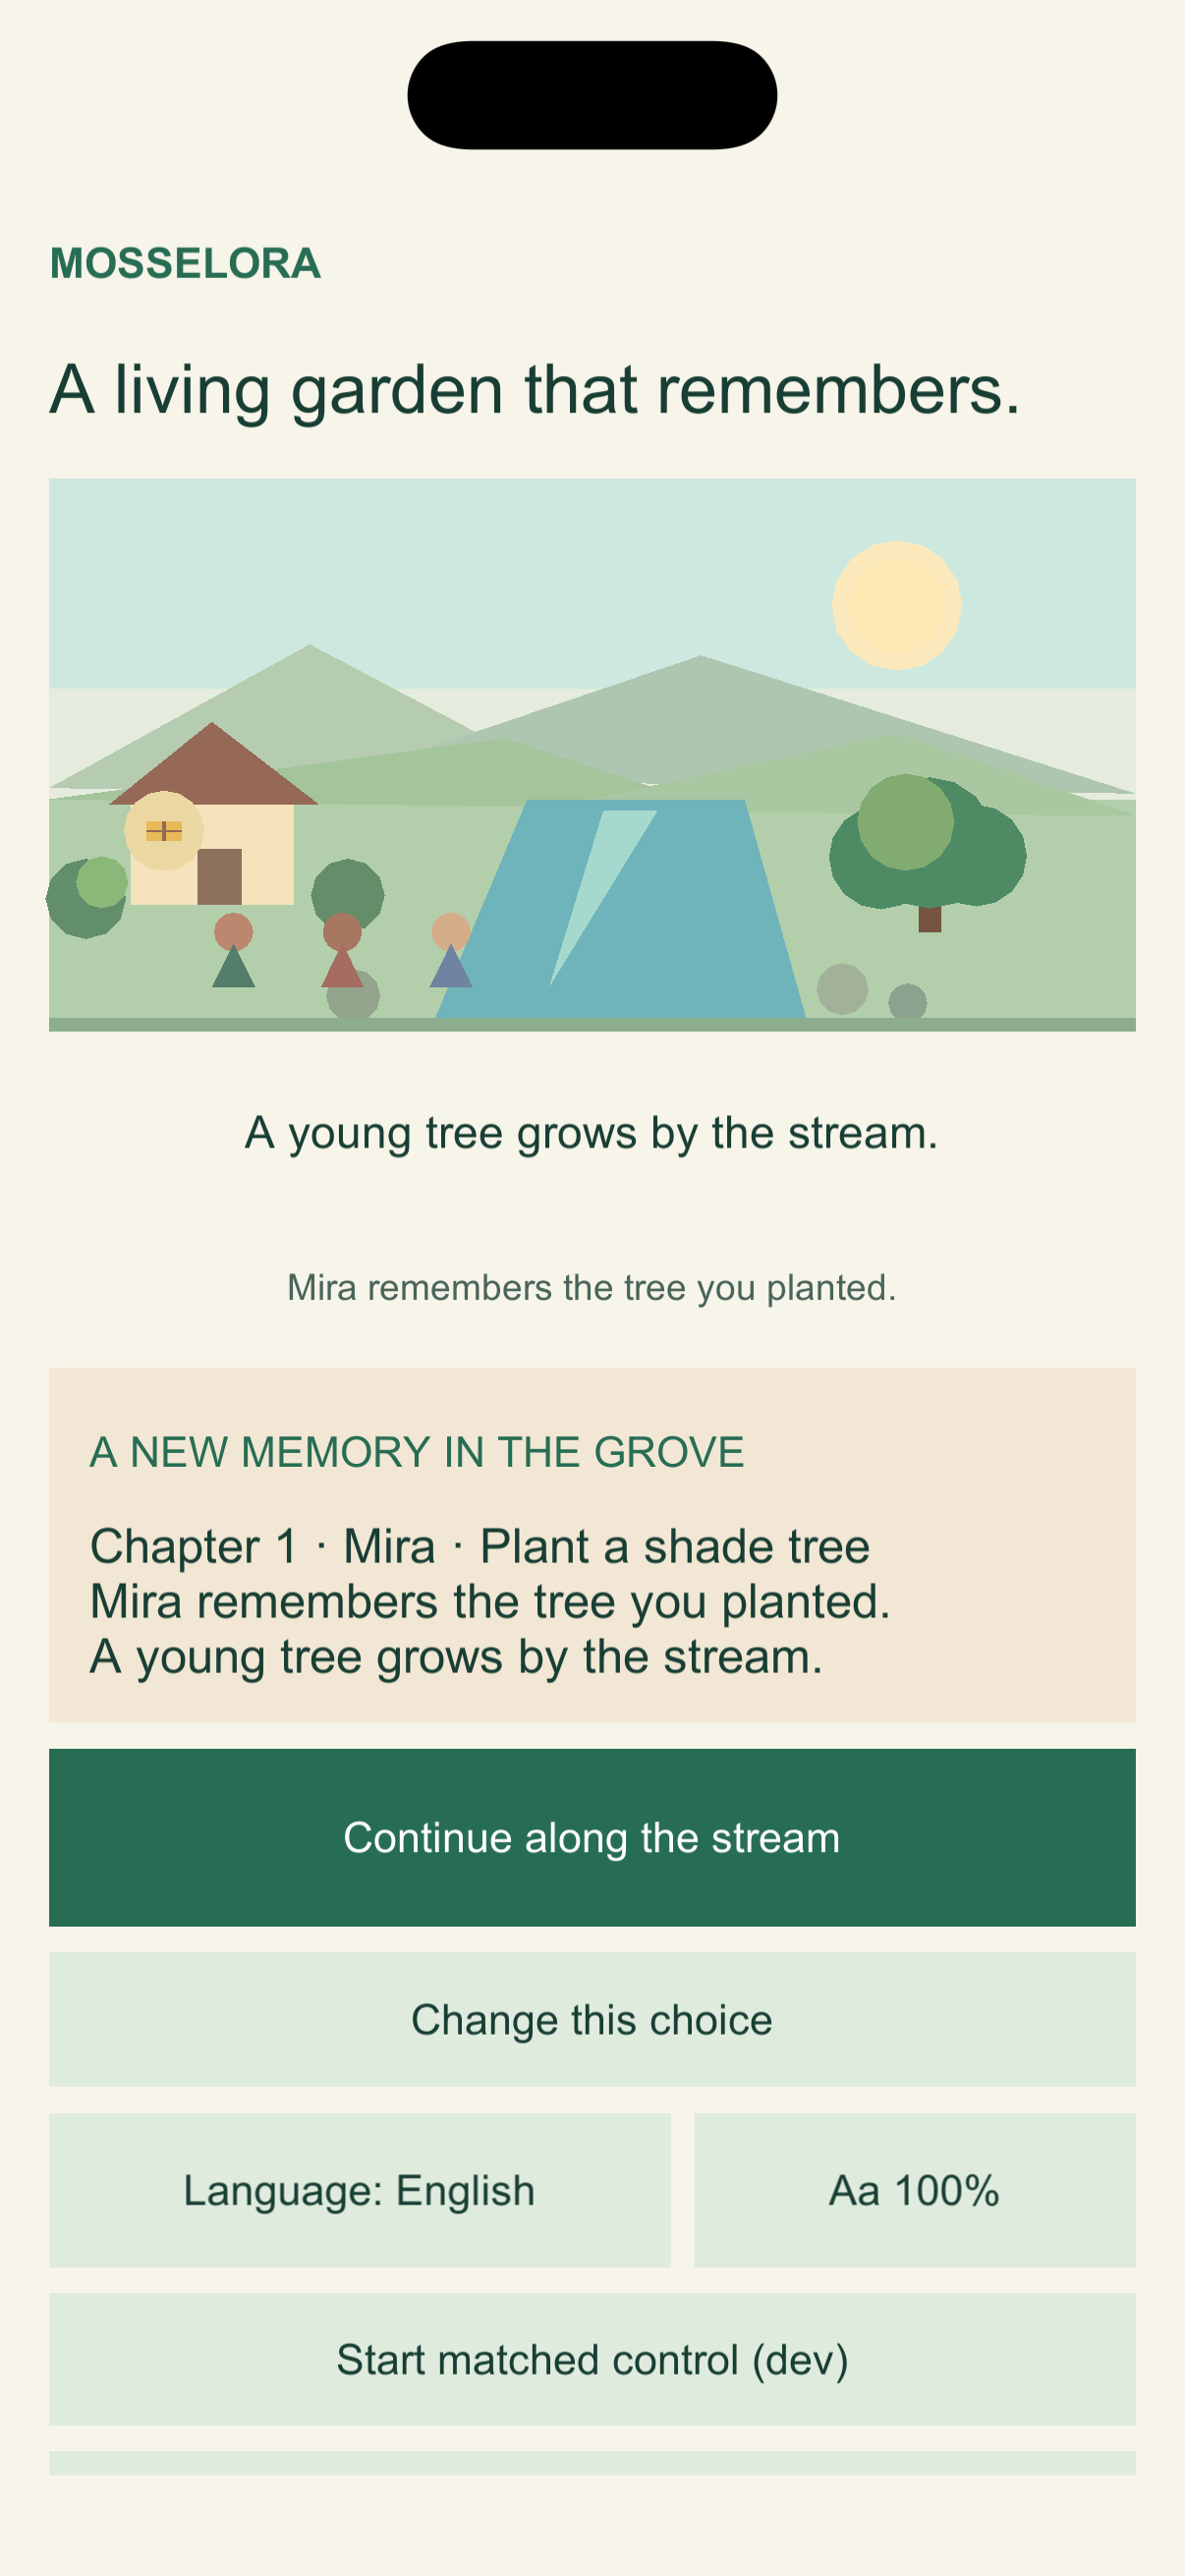 MOSSELORA
A living garden that remembers.
A young tree grows by the stream.
Mira remembers the tree you planted.
A NEW MEMORY IN THE GROVE
Chapter 1 · Mira · Plant a shade tree
Mira remembers the tree you planted.
A young tree grows by the stream.
Continue along the stream
Change this choice
Language: English
Aa 100%
Start matched control (dev)